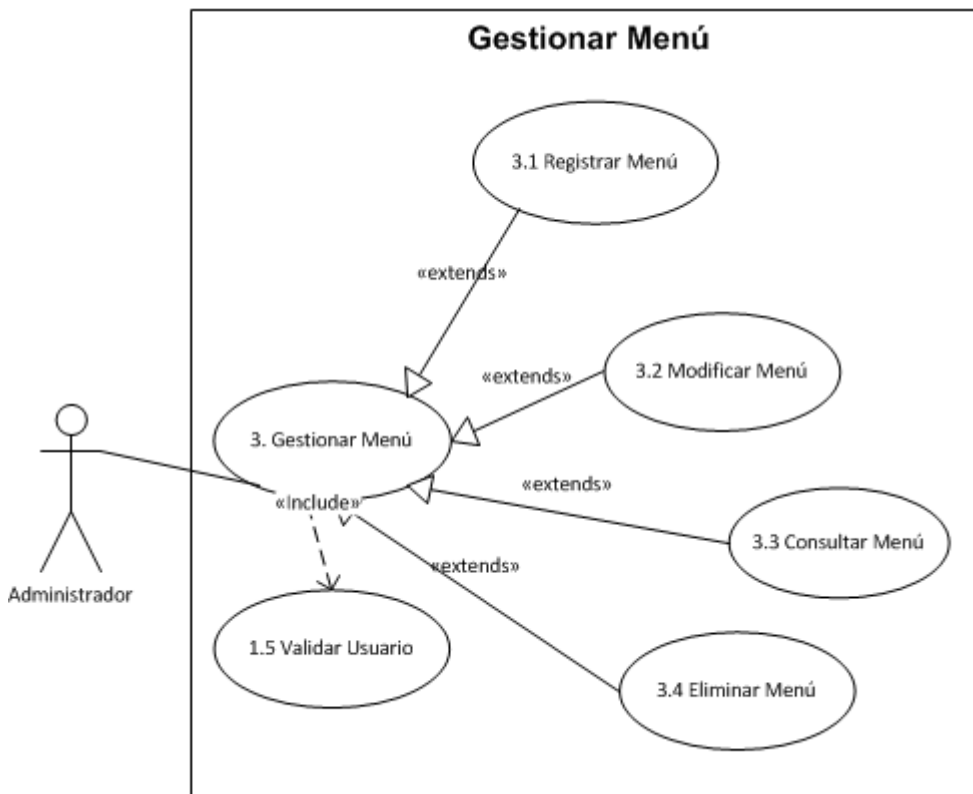 Gestionar Menú
3.1 Registrar Menú
«extends»
3.2 Modificar Menú
«extends»
3. Gestionar Menú
«extends»
«Include»
3.3 Consultar Menú
«extends»
Administrador
1.5 Validar Usuario
3.4 Eliminar Menú